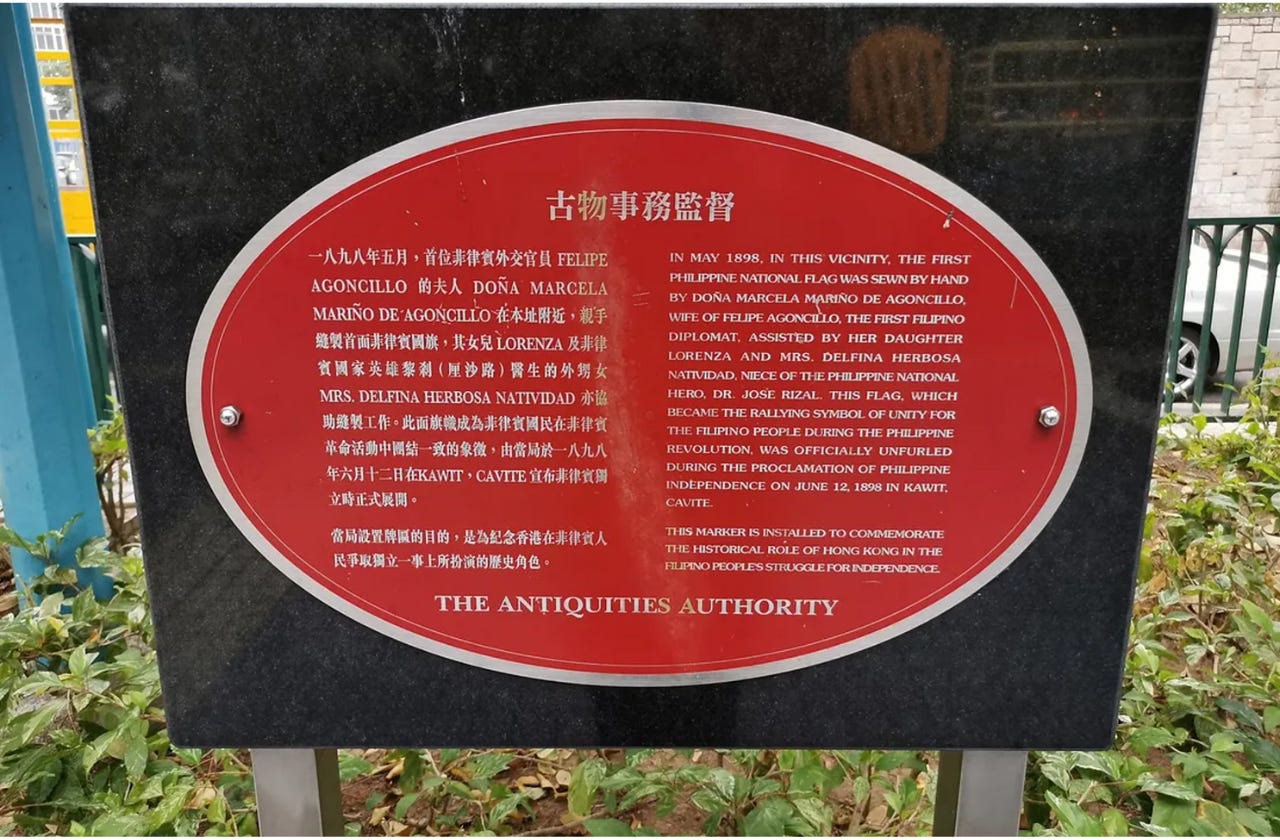 古物事務監督
一八九八年五月，首位菲律賓外交官員 FELIPE
AGONCILLO 的夫人 DOÑA MARCELA
MARIÑO DE AGONCILLO 在本址附近，親手
縫製首面菲律賓國旗，其女兒 LORENZA 及菲律
賓國家英雄黎剎（厘沙路）醫生的外甥女
MRS. DELFINA HERBOSA NATIVIDAD 亦協
助縫製工作。此面旗幟成為菲律賓國民在菲律賓
革命活動中團結一致的象徵，由當局於一八九八
年六月十二日在KAWIT，CAVITE 宣布菲律賓獨
立時正式展開。
當局設置牌匾的目的，是為紀念香港在菲律賓人
民爭取獨立一事上所扮演的歷史角色。
IN MAY 1898, IN THIS VICINITY, THE FIRST
PHILIPPINE NATIONAL FLAG WAS SEWN BY HAND
BY DOÑA MARCELA MARIÑO DE AGONCILLO,
WIFE OF FELIPE AGONCILLO, THE FIRST FILIPINO
DIPLOMAT, ASSISTED BY HER DAUGHTER
LORENZA AND MRS. DELFINA HERBOSA
NATIVIDAD, NIECE OF THE PHILIPPINE NATIONAL
HERO, DR. JOSE RIZAL. THIS FLAG, WHICH
BECAME THE RALLYING SYMBOL OF UNITY FOR
THE FILIPINO PEOPLE DURING THE PHILIPPINE
REVOLUTION, WAS OFFICIALLY UNFURLED
DURING THE PROCLAMATION OF PHILIPPINE
INDEPENDENCE ON JUNE 12, 1898 IN KAWIT,
CAVITE.
THIS MARKER IS INSTALLED TO COMMEMORATE
THE HISTORICAL ROLE OF HONG KONG IN THE
FILIPINO PEOPLE'S STRUGGLE FOR INDEPENDENCE.
THE ANTIQUITIES AUTHORITY